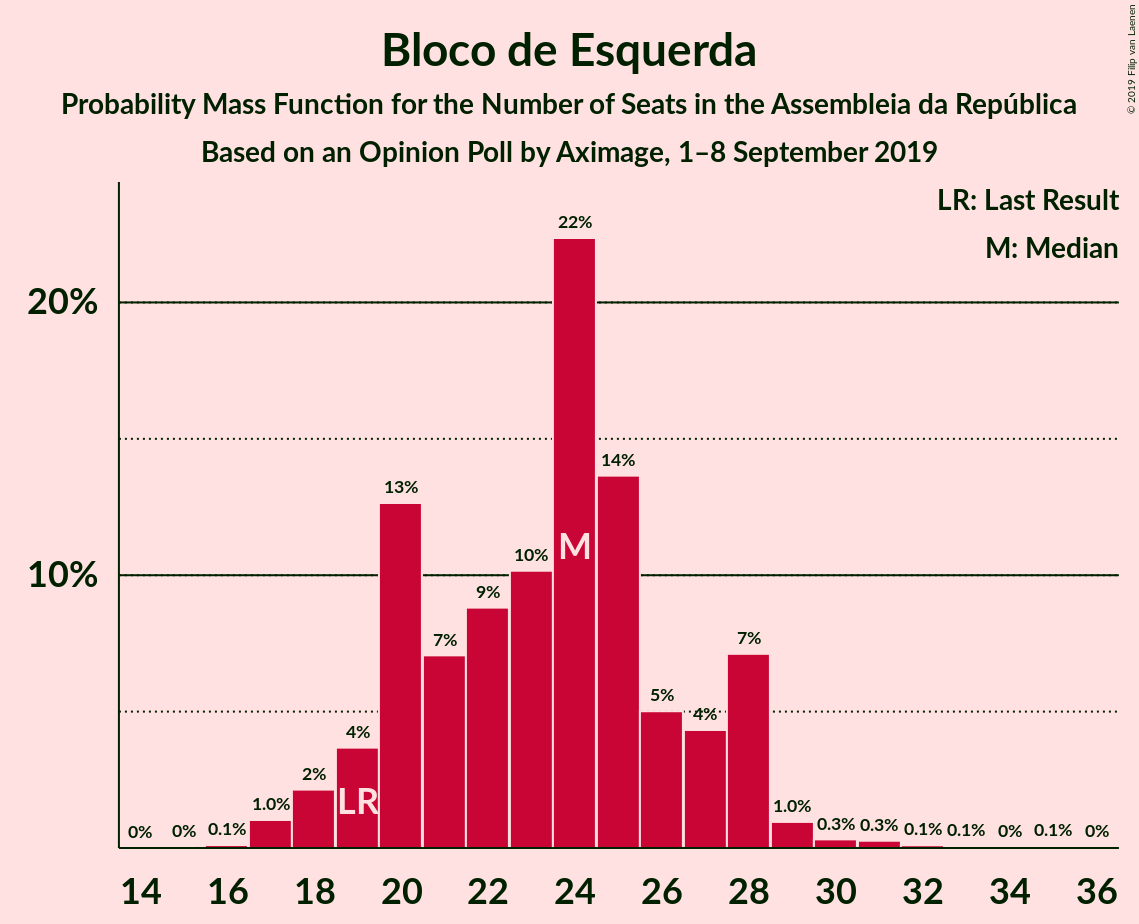 Bloco de Esquerda
Probability Mass Function for the Number of Seats in the Assembleia da República
Based on an Opinion Poll by Aximage, 1–8 September 2019
© 2019 Filip van Laenen
LR: Last Result
M: Median
20%
10%
0% 0% 0.1% 1.0% 2% 4% 13% 7% 9% 10% 22% 14% 5% 4% 7% 1.0% 0.3% 0.3% 0.1% 0.1% 0% 0.1% 0%
LR
M
14 16 18 20 22 24 26 28 30 32 34 36